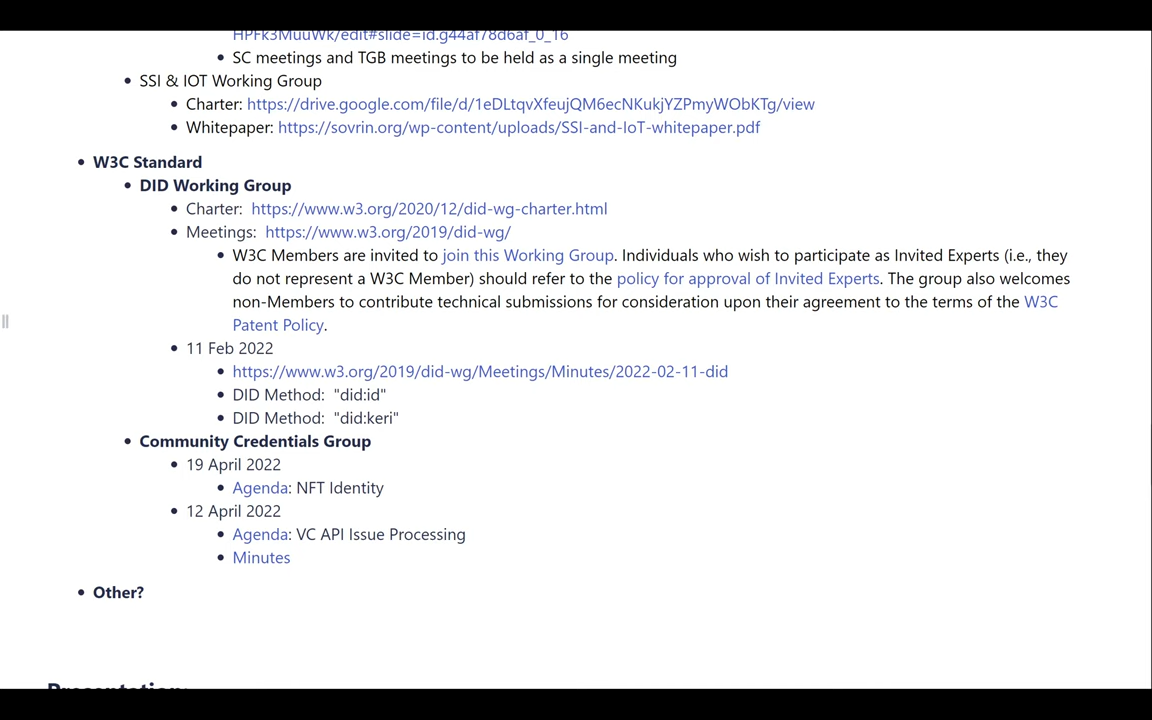 HPFk3MuuWk/edit#slide=id.g44af78d6af_0_16
SC meetings and TGB meetings to be held as a single meeting
SSI & IOT Working Group
Charter: https://drive.google.com/file/d/1eDLtqvXfeujQM6ecNKukjYZPmyWObKTg/view
Whitepaper: https://sovrin.org/wp-content/uploads/SSI-and-IoT-whitepaper.pdf
W3C Standard
DID Working Group
Charter: https://www.w3.org/2020/12/did-wg-charter.html
Meetings: https://www.w3.org/2019/did-wg/
W3C Members are invited to join this Working Group. Individuals who wish to participate as Invited Experts (i.e., they
do not represent a W3C Member) should refer to the policy for approval of Invited Experts. The group also welcomes
non-Members to contribute technical submissions for consideration upon their agreement to the terms of the W3C
Patent Policy.
11 Feb 2022
https://www.w3.org/2019/did-wg/Meetings/Minutes/2022-02-11-did
DID Method: "did:id"
DID Method: "did:keri"
Community Credentials Group
19 April 2022
Agenda: NFT Identity
12 April 2022
Agenda: VC API Issue Processing
Minutes
Other?